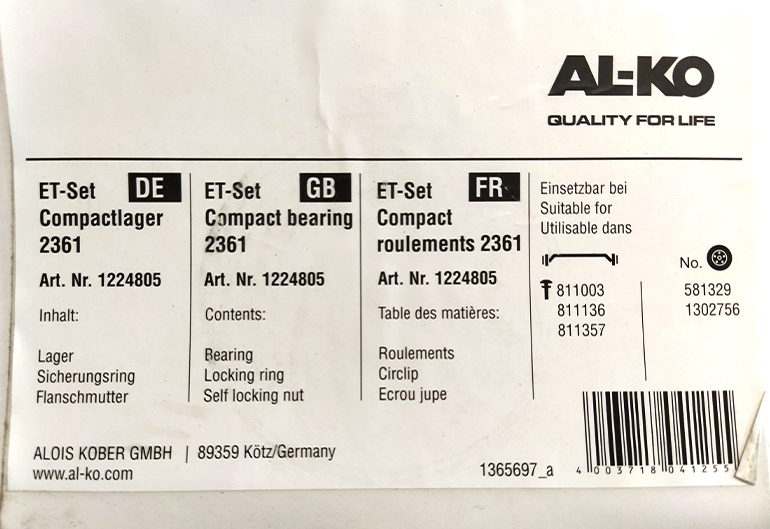 AL-KO
QUALITY FOR LIFE
ET-Set DE
Compactlager
2361
Art. Nr. 1224805
Inhalt:
Lager
Sicherungsring
Flanschmutter
ET-Set GB
Compact bearing
2361
Art. Nr. 1224805
Contents:
Bearing
Locking ring
Self locking nut
ET-Set FR
Compact
roulements 2361
Art. Nr. 1224805
Table des matières:
Roulements
Circlip
Ecrou jupe
Einsetzbar bei
Suitable for
Utilisable dans
No.
811003 581329
811136 1302756
811357
ALOIS KOBER GMBH | 89359 Kötz/Germany
www.al-ko.com
1365697_a
4 003718 041255